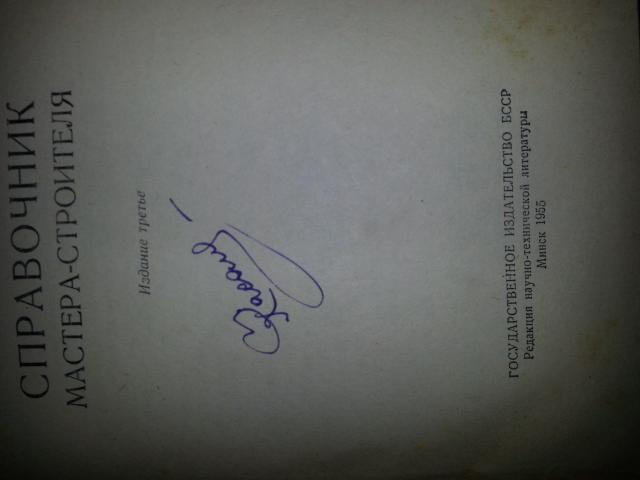 СПРАВОЧНИК
МАСТЕРА-СТРОИТЕЛЯ
Издание третье
ГОСУДАРСТВЕННОЕ ИЗДАТЕЛЬСТВО БССР
Редакция научно-технической литературы
Минск 1955